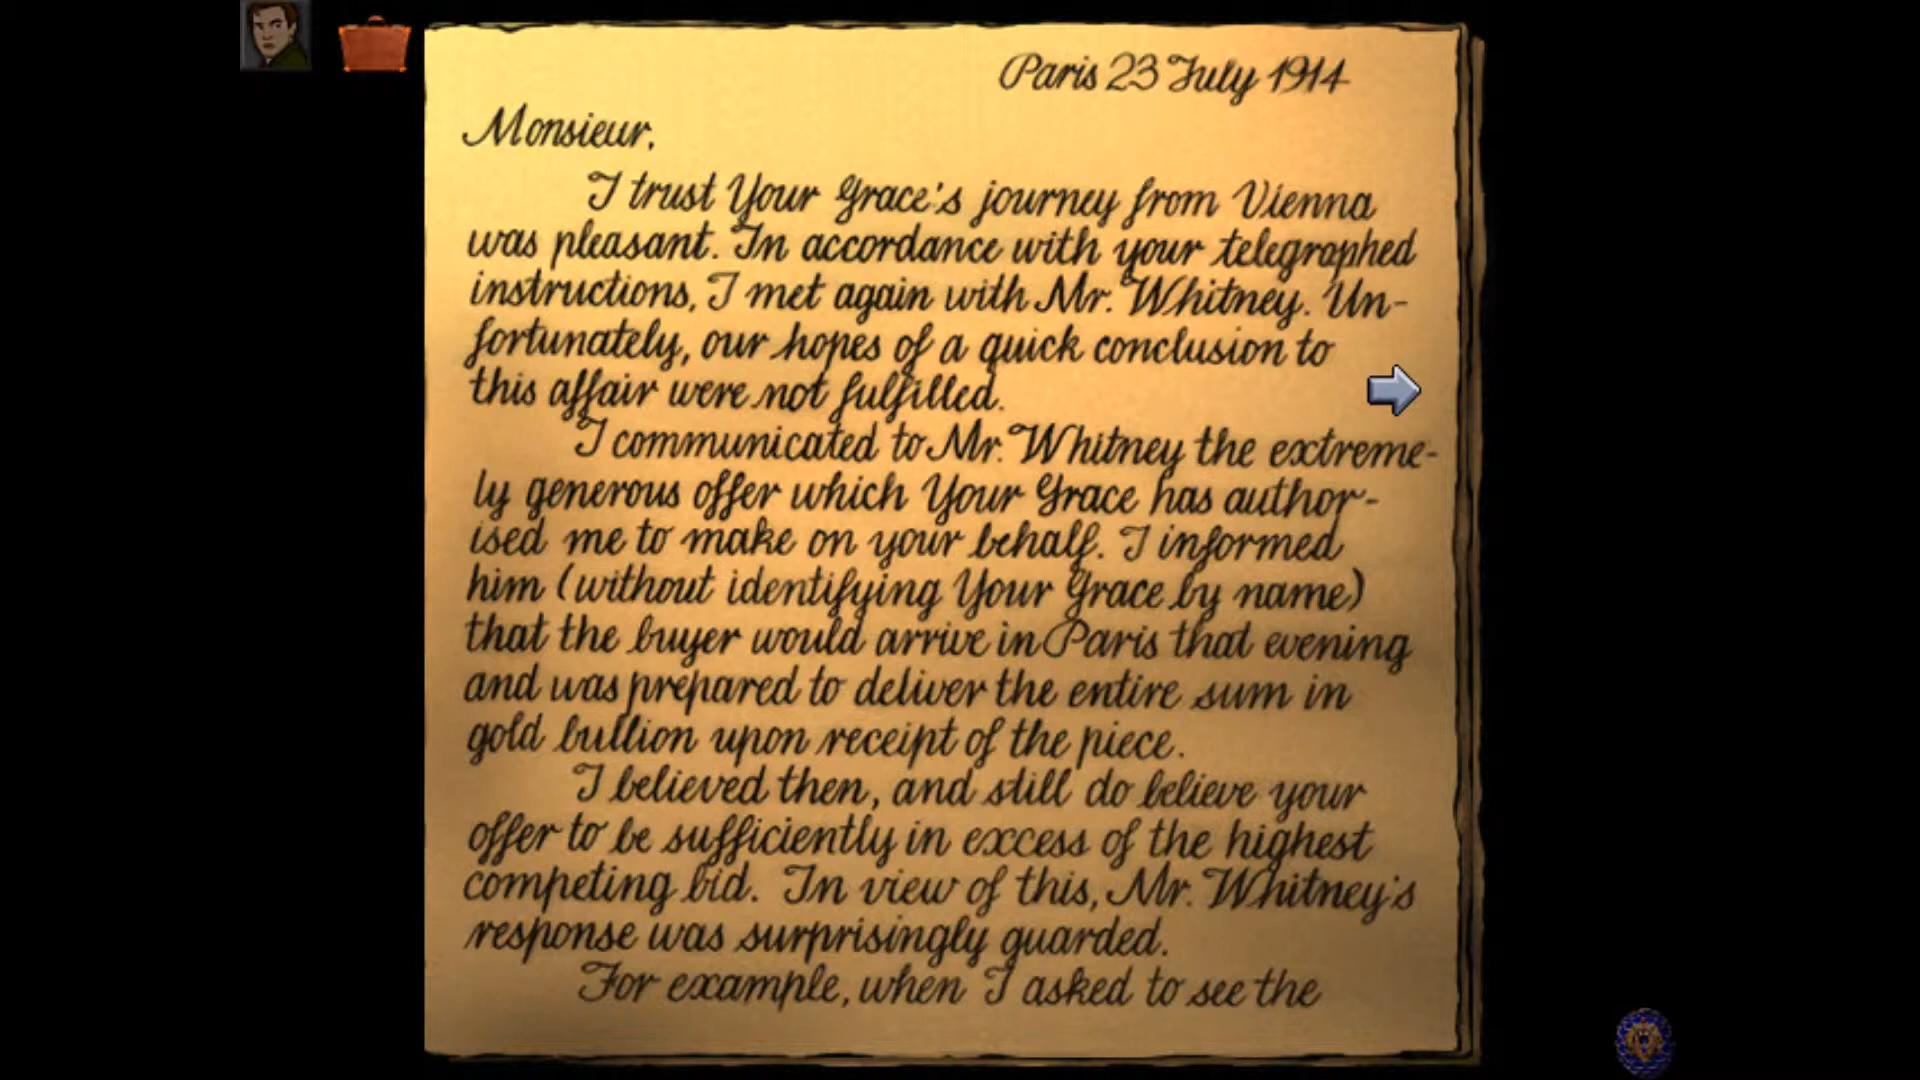 Paris 23 July 1914
Monsieur,
I trust Your Grace's journey from Vienna
was pleasant. In accordance with your telegraphed
instructions, I met again with Mr. Whitney. Un-
fortunately, our hopes of a quick conclusion to
this affair were not fulfilled.
I communicated to Mr. Whitney the extreme-
ly generous offer which Your Grace has author-
ised me to make on your behalf. I informed
him (without identifying Your Grace by name)
that the buyer would arrive in Paris that evening
and was prepared to deliver the entire sum in
gold bullion upon receipt of the piece.
I believed then, and still do believe your
offer to be sufficiently in excess of the highest
competing bid. In view of this, Mr. Whitney's
response was surprisingly guarded.
For example, when I asked to see the